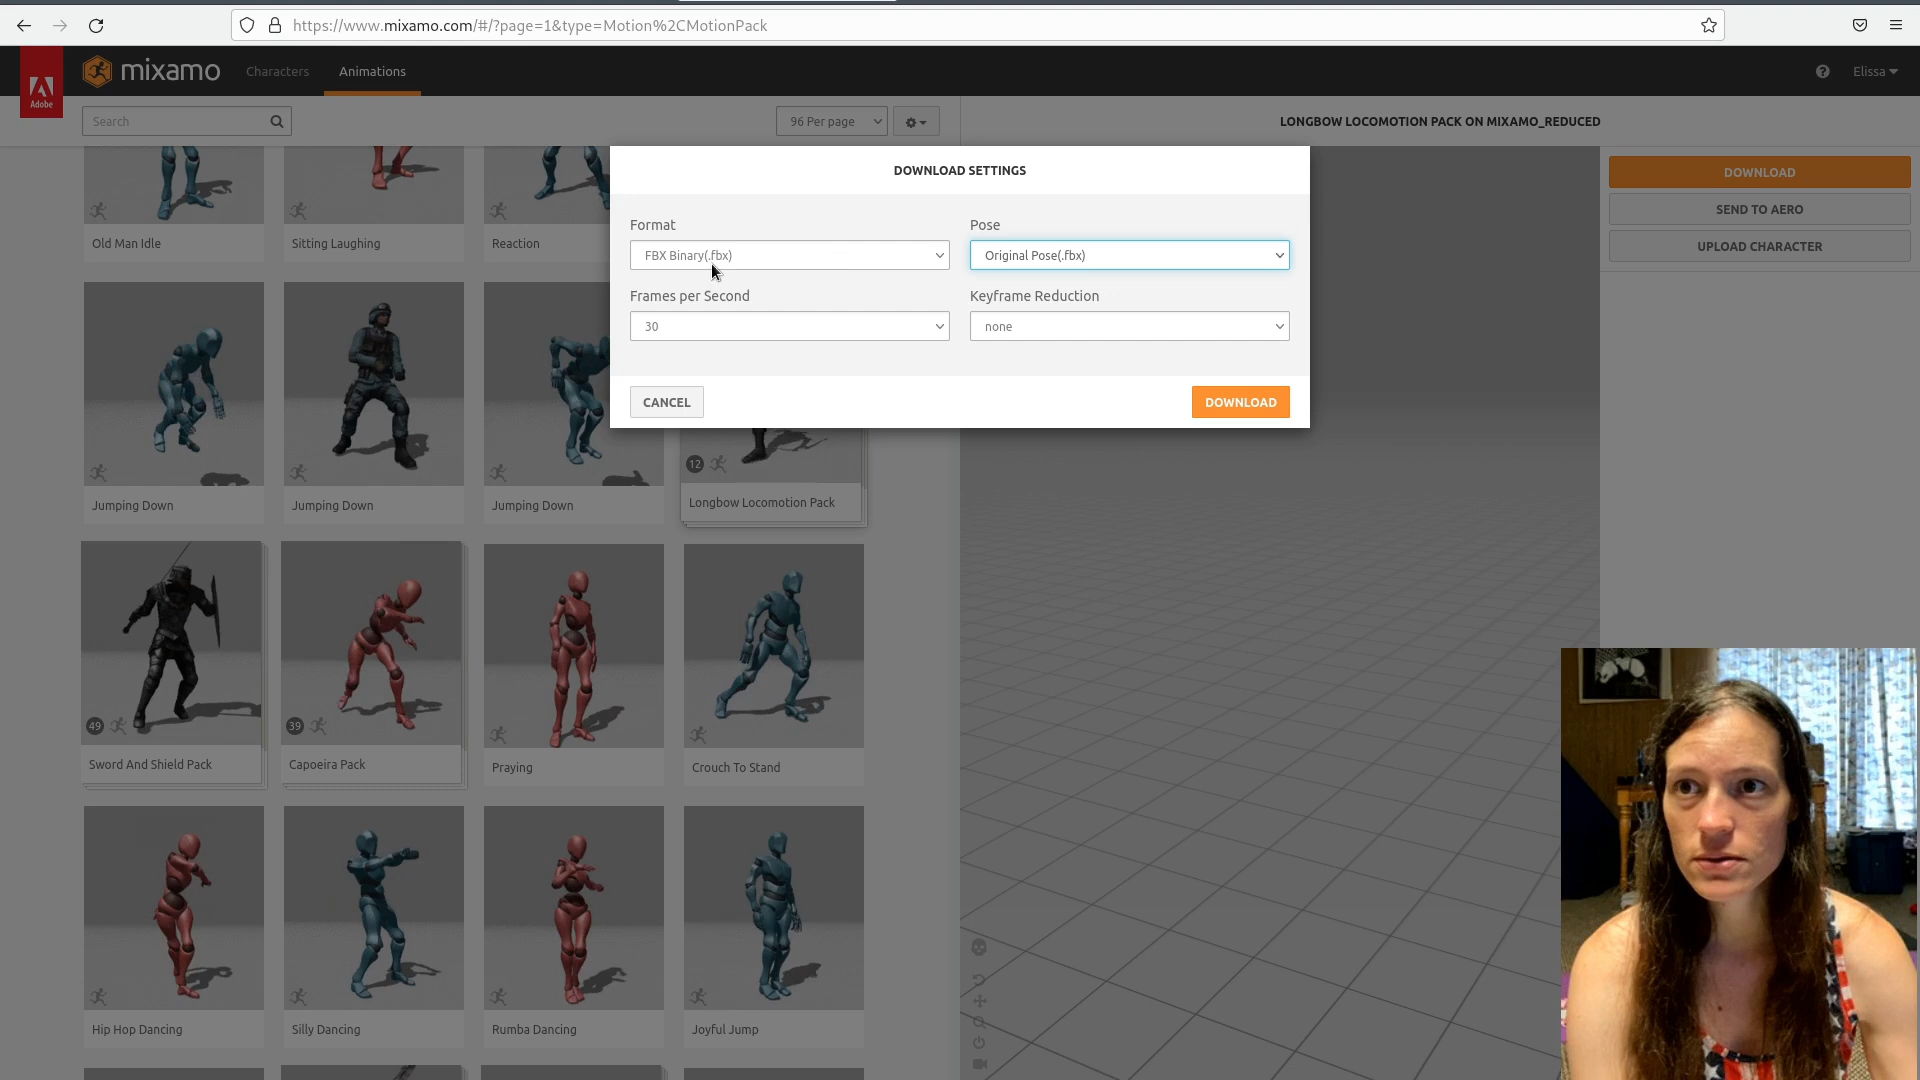 https://www.mixamo.com/#/?page=1&type=Motion%2CMotionPack
Adobe
mixamo
Characters
Animations
Elissa
Search
96 Per page
LONGBOW LOCOMOTION PACK ON MIXAMO_REDUCED
DOWNLOAD
SEND TO AERO
UPLOAD CHARACTER
DOWNLOAD SETTINGS
Format
Pose
FBX Binary(.fbx)
Original Pose(.fbx)
Frames per Second
Keyframe Reduction
30
none
CANCEL
DOWNLOAD
Old Man Idle
Sitting Laughing
Reaction
12
Jumping Down
Jumping Down
Jumping Down
Longbow Locomotion Pack
49
39
Sword And Shield Pack
Capoeira Pack
Praying
Crouch To Stand
Hip Hop Dancing
Silly Dancing
Rumba Dancing
Joyful Jump